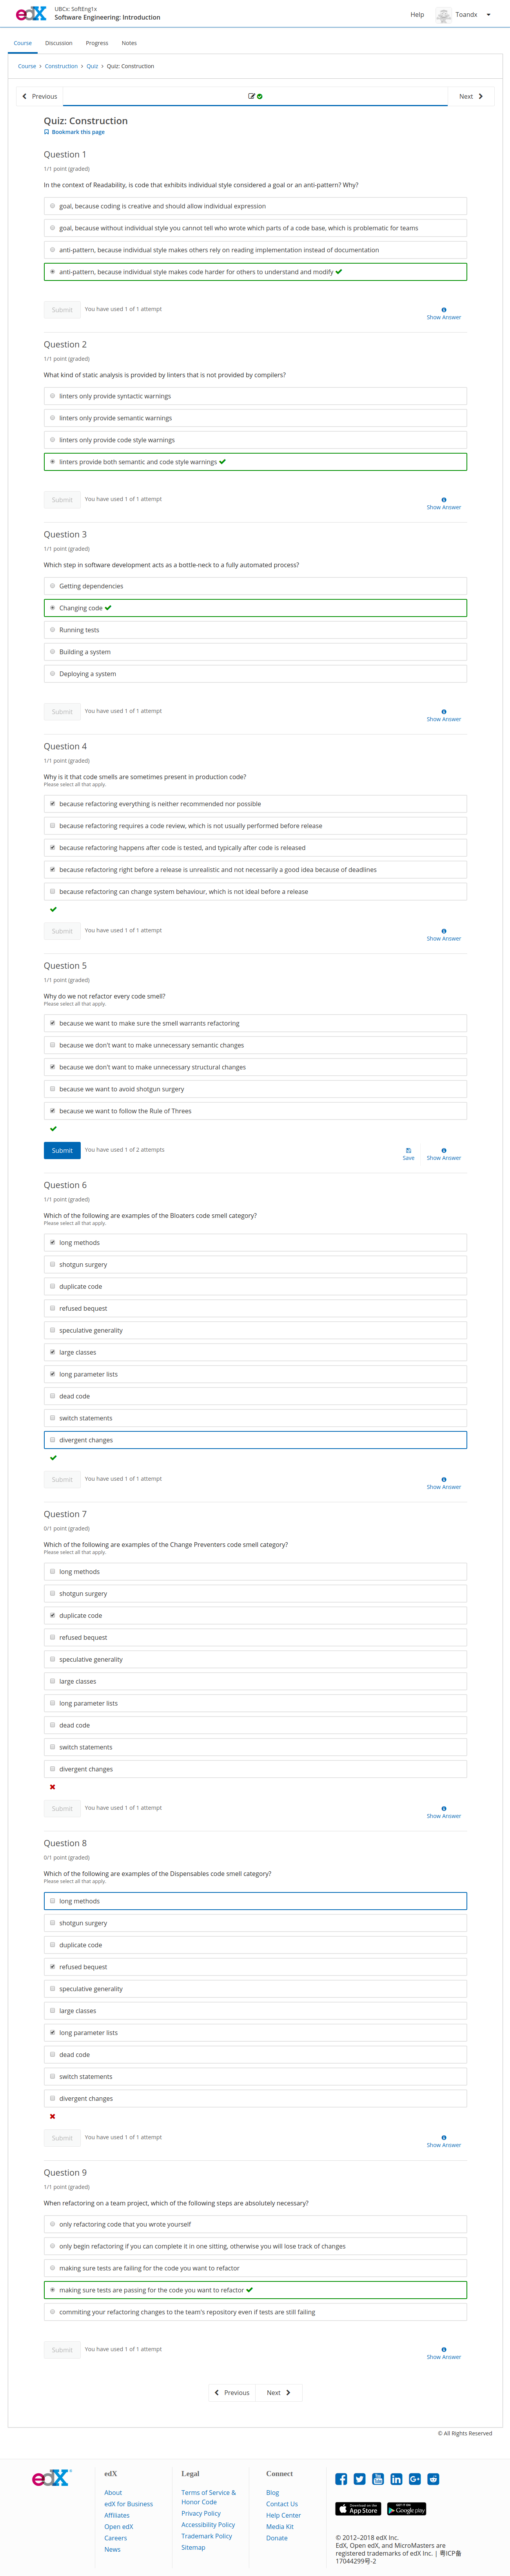 edX
UBCx: SoftEng1x
Software Engineering: Introduction
Help
Toandx
Course
Discussion
Progress
Notes
Course › Construction › Quiz › Quiz: Construction
Previous
Next
Quiz: Construction
Bookmark this page
Question 1
1/1 point (graded)
In the context of Readability, is code that exhibits individual style considered a goal or an anti-pattern? Why?
goal, because coding is creative and should allow individual expression
goal, because without individual style you cannot tell who wrote which parts of a code base, which is problematic for teams
anti-pattern, because individual style makes others rely on reading implementation instead of documentation
anti-pattern, because individual style makes code harder for others to understand and modify
Submit
You have used 1 of 1 attempt
Show Answer
Question 2
1/1 point (graded)
What kind of static analysis is provided by linters that is not provided by compilers?
linters only provide syntactic warnings
linters only provide semantic warnings
linters only provide code style warnings
linters provide both semantic and code style warnings
Submit
You have used 1 of 1 attempt
Show Answer
Question 3
1/1 point (graded)
Which step in software development acts as a bottle-neck to a fully automated process?
Getting dependencies
Changing code
Running tests
Building a system
Deploying a system
Submit
You have used 1 of 1 attempt
Show Answer
Question 4
1/1 point (graded)
Why is it that code smells are sometimes present in production code?
Please select all that apply.
because refactoring everything is neither recommended nor possible
because refactoring requires a code review, which is not usually performed before release
because refactoring happens after code is tested, and typically after code is released
because refactoring right before a release is unrealistic and not necessarily a good idea because of deadlines
because refactoring can change system behaviour, which is not ideal before a release
Submit
You have used 1 of 1 attempt
Show Answer
Question 5
1/1 point (graded)
Why do we not refactor every code smell?
Please select all that apply.
because we want to make sure the smell warrants refactoring
because we don't want to make unnecessary semantic changes
because we don't want to make unnecessary structural changes
because we want to avoid shotgun surgery
because we want to follow the Rule of Threes
Submit
You have used 1 of 2 attempts
Save
Show Answer
Question 6
1/1 point (graded)
Which of the following are examples of the Bloaters code smell category?
Please select all that apply.
long methods
shotgun surgery
duplicate code
refused bequest
speculative generality
large classes
long parameter lists
dead code
switch statements
divergent changes
Submit
You have used 1 of 1 attempt
Show Answer
Question 7
0/1 point (graded)
Which of the following are examples of the Change Preventers code smell category?
Please select all that apply.
long methods
shotgun surgery
duplicate code
refused bequest
speculative generality
large classes
long parameter lists
dead code
switch statements
divergent changes
Submit
You have used 1 of 1 attempt
Show Answer
Question 8
0/1 point (graded)
Which of the following are examples of the Dispensables code smell category?
Please select all that apply.
long methods
shotgun surgery
duplicate code
refused bequest
speculative generality
large classes
long parameter lists
dead code
switch statements
divergent changes
Submit
You have used 1 of 1 attempt
Show Answer
Question 9
1/1 point (graded)
When refactoring on a team project, which of the following steps are absolutely necessary?
only refactoring code that you wrote yourself
only begin refactoring if you can complete it in one sitting, otherwise you will lose track of changes
making sure tests are failing for the code you want to refactor
making sure tests are passing for the code you want to refactor
commiting your refactoring changes to the team's repository even if tests are still failing
Submit
You have used 1 of 1 attempt
Show Answer
Previous
Next
© All Rights Reserved
edX
edX
About
edX for Business
Affiliates
Open edX
Careers
News
Legal
Terms of Service &
Honor Code
Privacy Policy
Accessibility Policy
Trademark Policy
Sitemap
Connect
Blog
Contact Us
Help Center
Media Kit
Donate
App Store
Google play
© 2012–2018 edX Inc.
EdX, Open edX, and MicroMasters are
registered trademarks of edX Inc. | 粤ICP备
17044299号-2